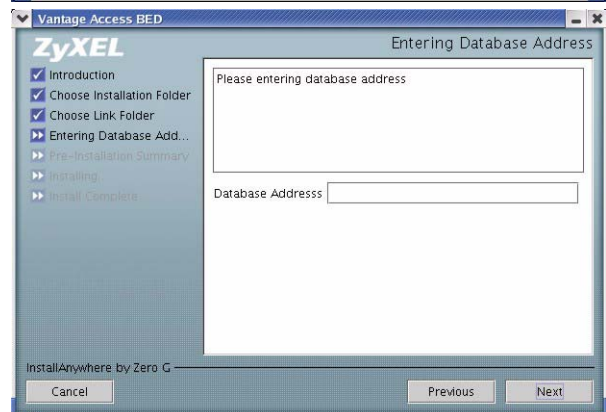 Vantage Access BED
ZyXEL
Entering Database Address
Introduction
Choose Installation Folder
Choose Link Folder
Entering Database Add...
Pre-Installation Summary
Installing...
Install Complete
Please entering database address
Database Addresss
InstallAnywhere by Zero G
Cancel
Previous
Next